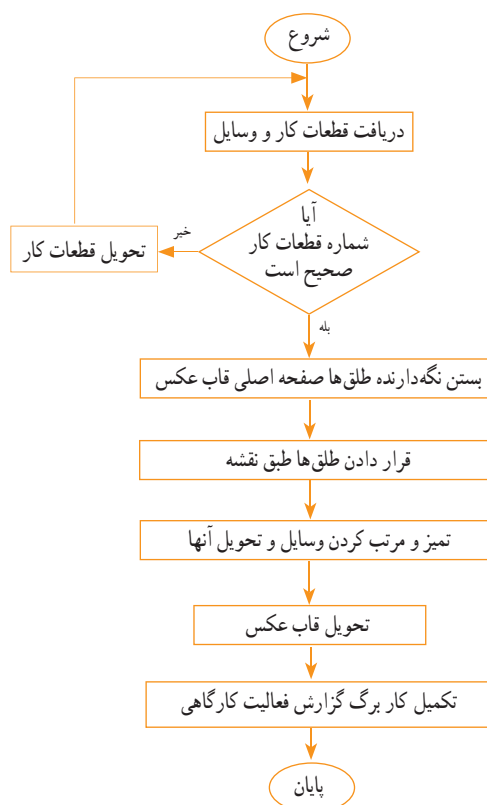 شروع
دریافت قطعات کار و وسایل
آیا
شماره قطعات کار
صحیح است
خیر
تحویل قطعات کار
بله
بستن نگه‌دارنده طلق‌ها صفحه اصلی قاب عکس
قرار دادن طلق‌ها طبق نقشه
تمیز و مرتب کردن وسایل و تحویل آنها
تحویل قاب عکس
تکمیل کار برگ گزارش فعالیت کارگاهی
پایان